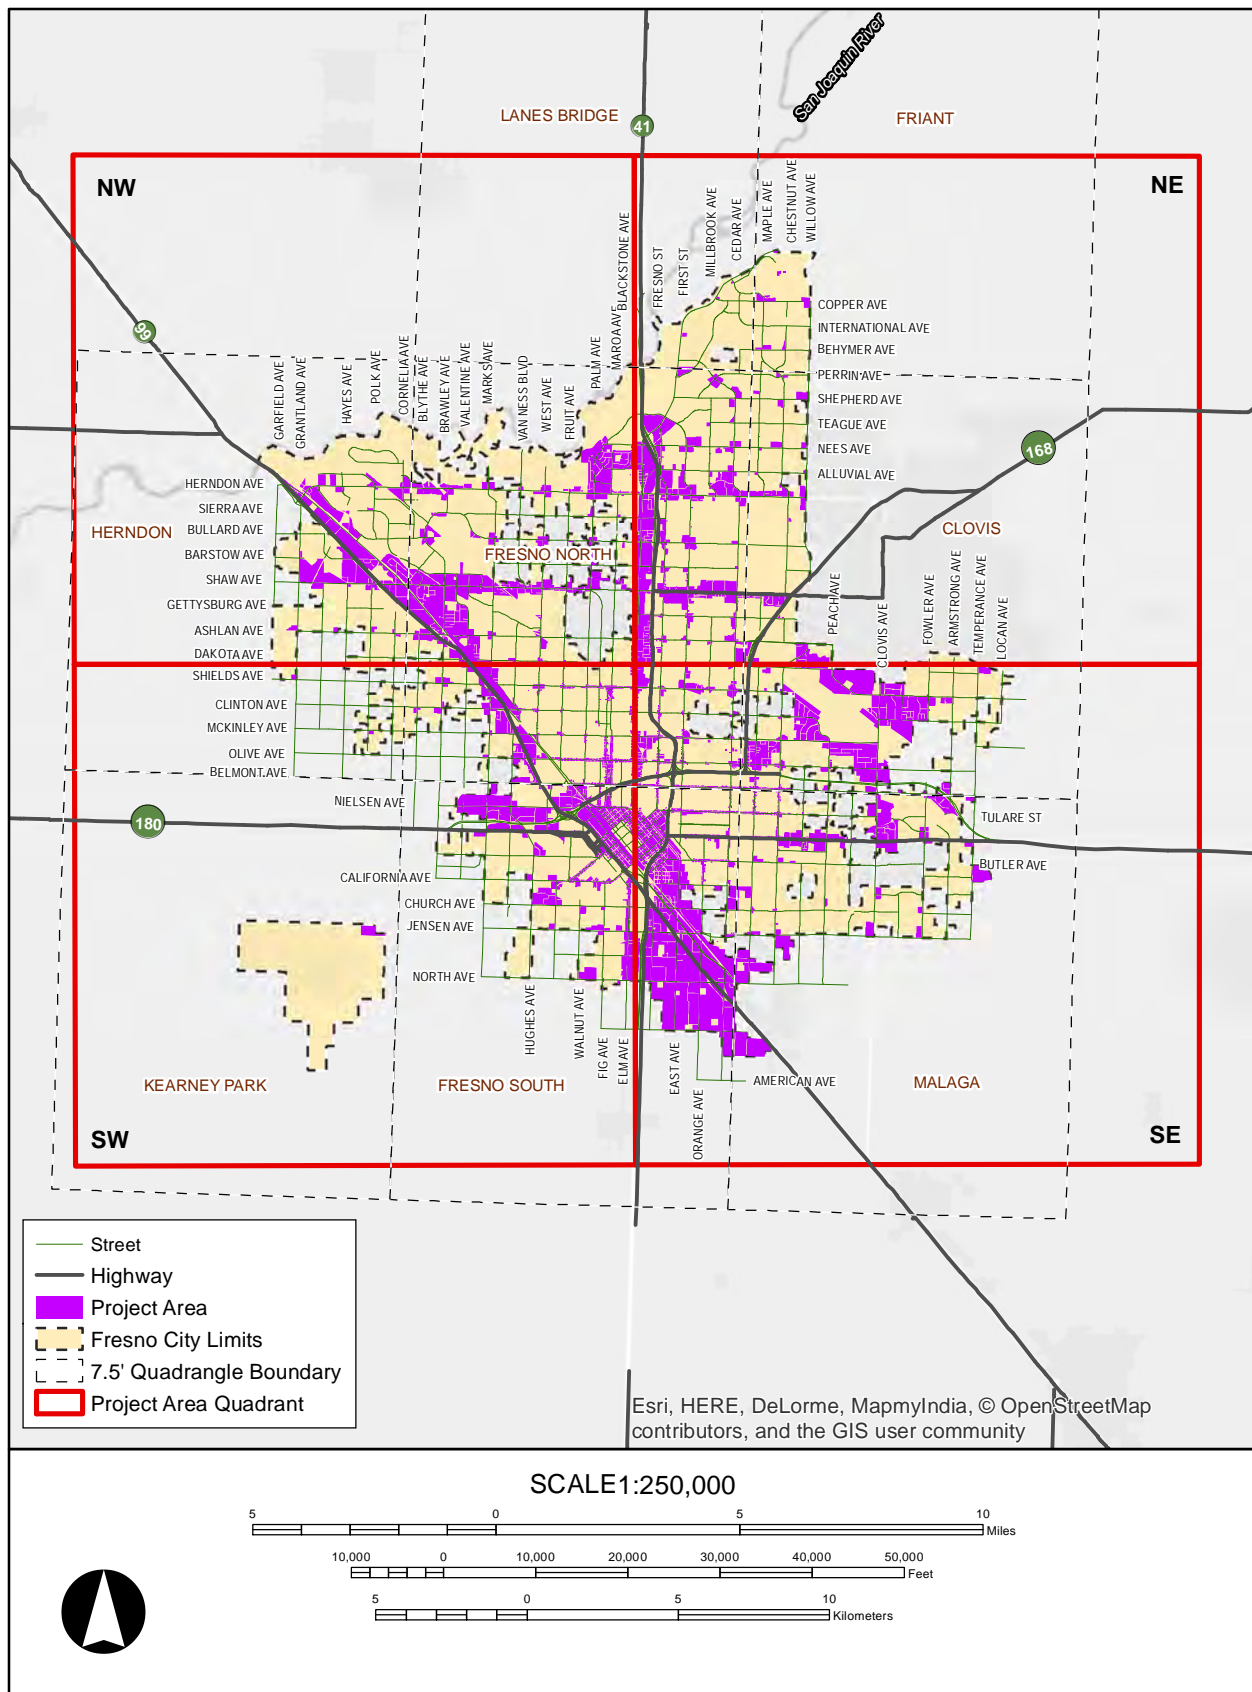 San Joaquin River
LANES BRIDGE
FRIANT
41
NW
NE
BLACKSTONE AVE
FRESNO ST
FIRST ST
MILLBROOK AVE
CEDAR AVE
MAPLE AVE
CHESTNUT AVE
WILLOW AVE
COPPER AVE
INTERNATIONAL AVE
BEHYMER AVE
PERRIN AVE
SHEPHERD AVE
TEAGUE AVE
NEES AVE
ALLUVIAL AVE
99
168
GARFIELD AVE
GRANTLAND AVE
HAYES AVE
POLK AVE
CORNELIA AVE
BLYTHE AVE
BRAWLEY AVE
VALENTINE AVE
MARKS AVE
VAN NESS BLVD
WEST AVE
FRUIT AVE
PALM AVE
MAROA AVE
HERNDON AVE
SIERRA AVE
BULLARD AVE
BARSTOW AVE
SHAW AVE
GETTYSBURG AVE
ASHLAN AVE
DAKOTA AVE
SHIELDS AVE
CLINTON AVE
MCKINLEY AVE
OLIVE AVE
BELMONT AVE
HERNDON
FRESNO NORTH
CLOVIS
PEACH AVE
CLOVIS AVE
FOWLER AVE
ARMSTRONG AVE
TEMPERANCE AVE
LOCAN AVE
NIELSEN AVE
180
TULARE ST
BUTLER AVE
CALIFORNIA AVE
CHURCH AVE
JENSEN AVE
NORTH AVE
HUGHES AVE
WALNUT AVE
FIG AVE
ELM AVE
EAST AVE
ORANGE AVE
AMERICAN AVE
KEARNEY PARK
FRESNO SOUTH
MALAGA
SW
SE
Street
Highway
Project Area
Fresno City Limits
7.5' Quadrangle Boundary
Project Area Quadrant
Esri, HERE, DeLorme, MapmyIndia, © OpenStreetMap
contributors, and the GIS user community
SCALE1:250,000
5 0 5 10
Miles
10,000 0 10,000 20,000 30,000 40,000 50,000
Feet
5 0 5 10
Kilometers